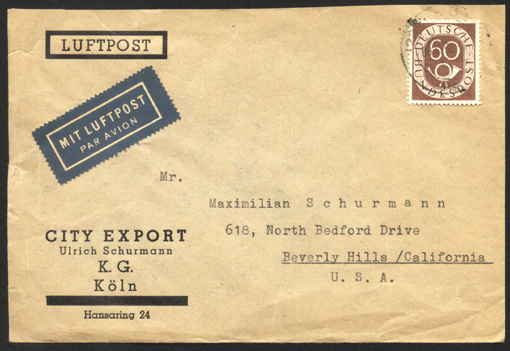 LUFTPOST
DEUTSCHE
BUNDESPOST
60
MIT LUFTPOST
PAR AVION
Mr.
Maximilian Schurmann
618, North Bedford Drive
Beverly Hills /California
U. S. A.
CITY EXPORT
Ulrich Schurmann
K. G.
Köln
Hansaring 24